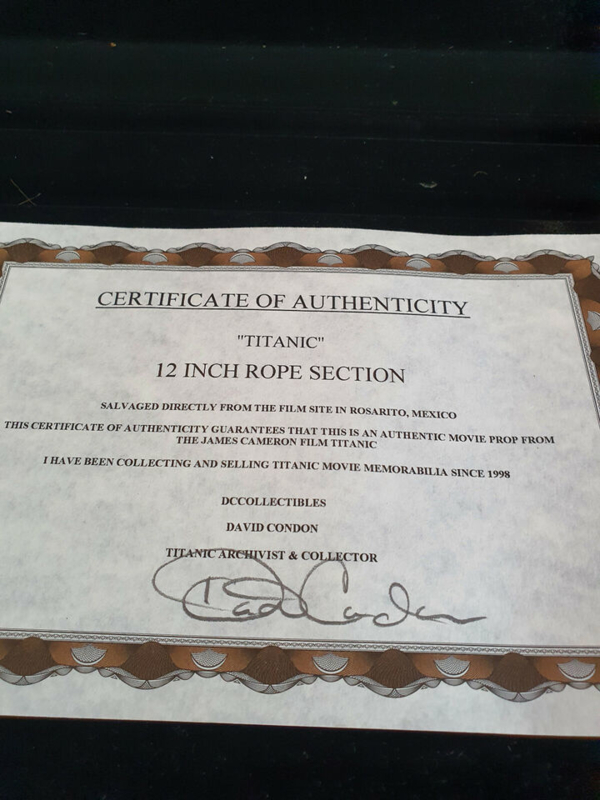 CERTIFICATE OF AUTHENTICITY
"TITANIC"
12 INCH ROPE SECTION
SALVAGED DIRECTLY FROM THE FILM SITE IN ROSARITO, MEXICO
THIS CERTIFICATE OF AUTHENTICITY GUARANTEES THAT THIS IS AN AUTHENTIC MOVIE PROP FROM
THE JAMES CAMERON FILM TITANIC
I HAVE BEEN COLLECTING AND SELLING TITANIC MOVIE MEMORABILIA SINCE 1998
DCCOLLECTIBLES
DAVID CONDON
TITANIC ARCHIVIST & COLLECTOR